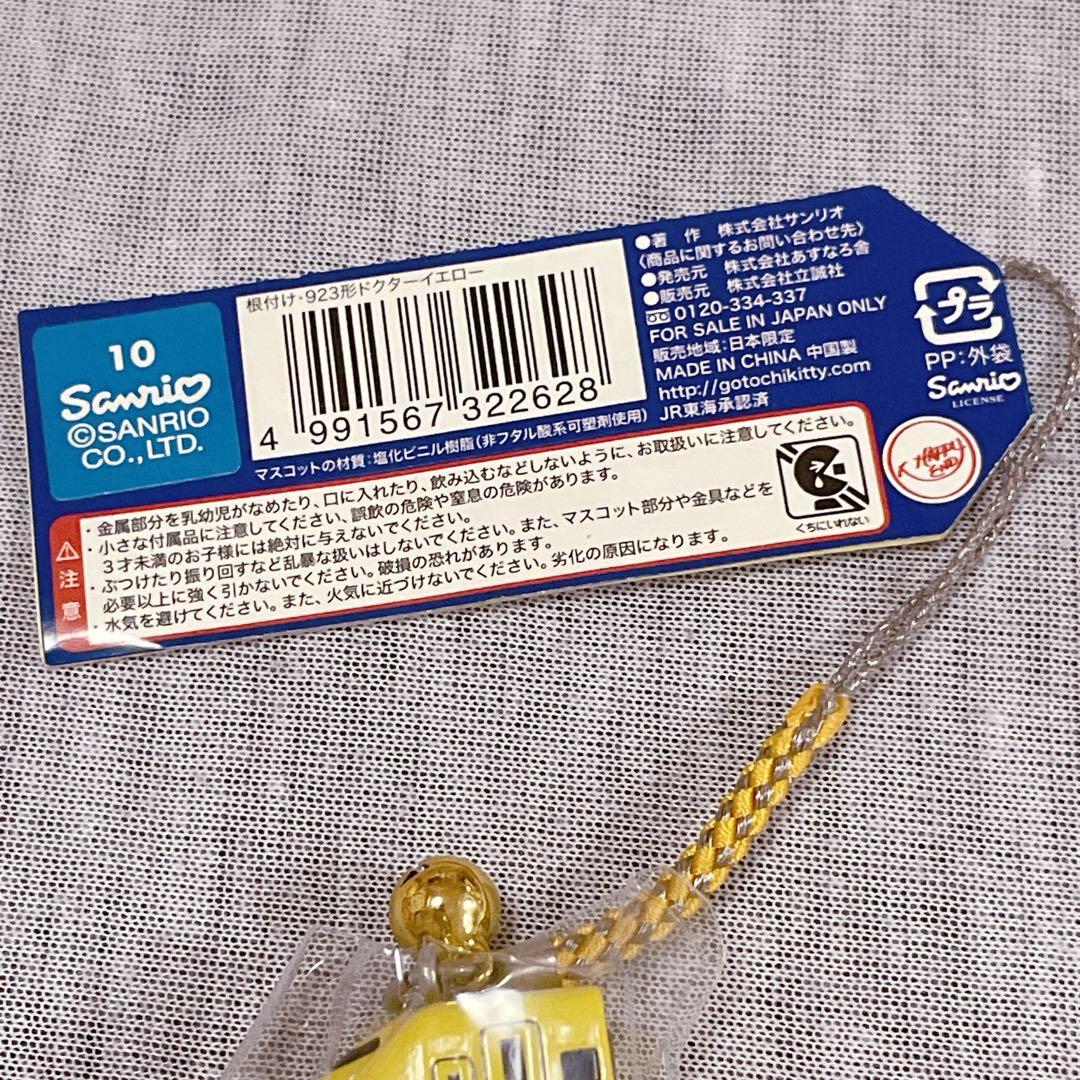 10
Sanrio
©SANRIO
CO., LTD.
根付け・923形ドクターイエロー
4 991567 322628
マスコットの材質：塩化ビニル樹脂（非フタル酸系可塑剤使用）
●著 作 株式会社サンリオ
（商品に関するお問い合わせ先）
●発売元 株式会社あすなろ舎
●販売元 株式会社立誠社
0120-334-337
FOR SALE IN JAPAN ONLY
販売地域：日本限定
MADE IN CHINA 中国製
http://gotochikitty.com
JR東海承認済
プラ
PP：外袋
Sanrio
LICENSE
HAPPY
END
注意
・金属部分を乳幼児がなめたり、口に入れたり、飲み込むなどしないように、お取扱いに注意してください。
・小さな付属品に注意してください、誤飲の危険や窒息の危険があります。
3才未満のお子様には絶対に与えないでください。
・ぶつけたり振り回すなど乱暴な扱いはしないでください。また、マスコット部分や金具などを
必要以上に強く引かないでください。破損の恐れがあります。
・水気を避けてください。また、火気に近づけないでください。劣化の原因になります。
くちにいれない